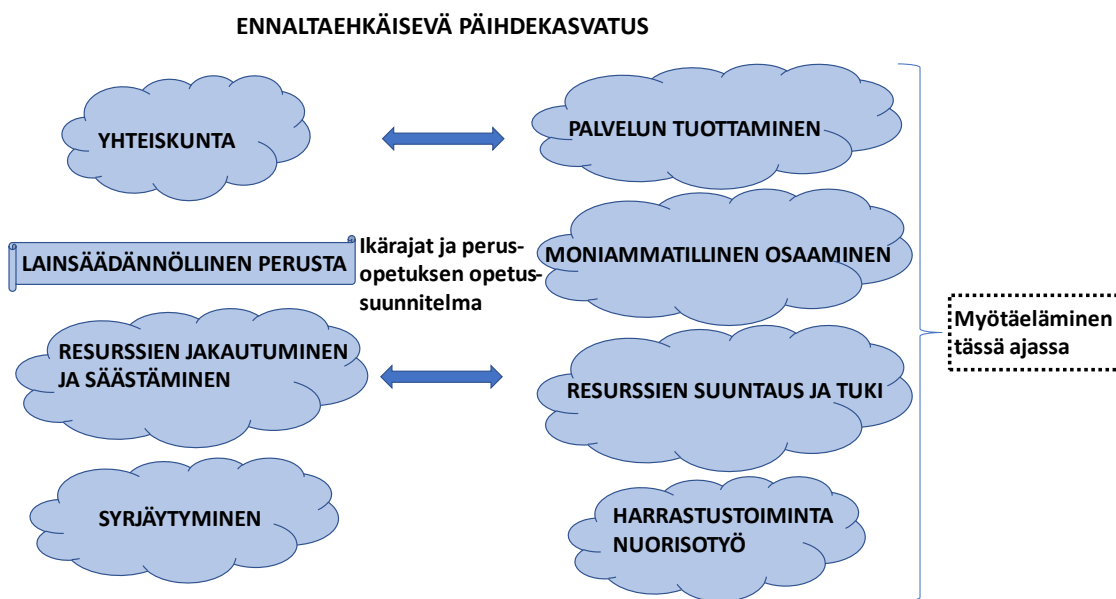 ENNALTAEHKÄISEVÄ PÄIHDEKASVATUS
YHTEISKUNTA
PALVELUN TUOTTAMINEN
LAINSÄÄDÄNNÖLLINEN PERUSTA
Ikärajat ja perus-
opetuksen opetus-
suunnitelma
MONIAMMATILLINEN OSAAMINEN
RESURSSIEN JAKAUTUMINEN
JA SÄÄSTÄMINEN
RESURSSIEN SUUNTAUS JA TUKI
SYRJÄYTYMINEN
HARRASTUSTOIMINTA
NUORISOTYÖ
Myötäeläminen
tässä ajassa